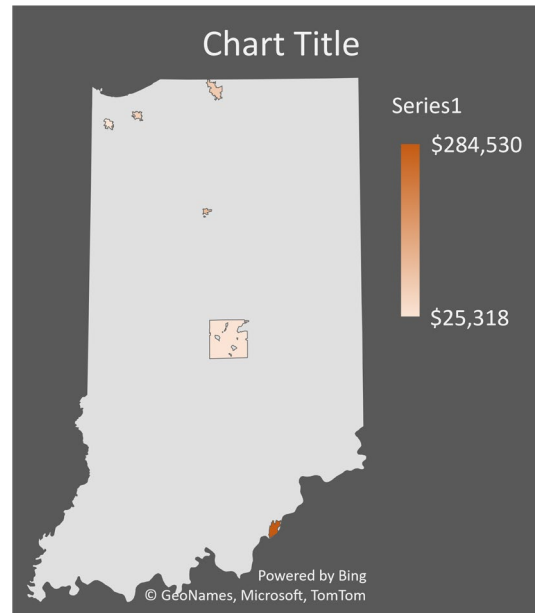 Chart Title
Series1
$284,530
$25,318
Powered by Bing
© GeoNames, Microsoft, TomTom